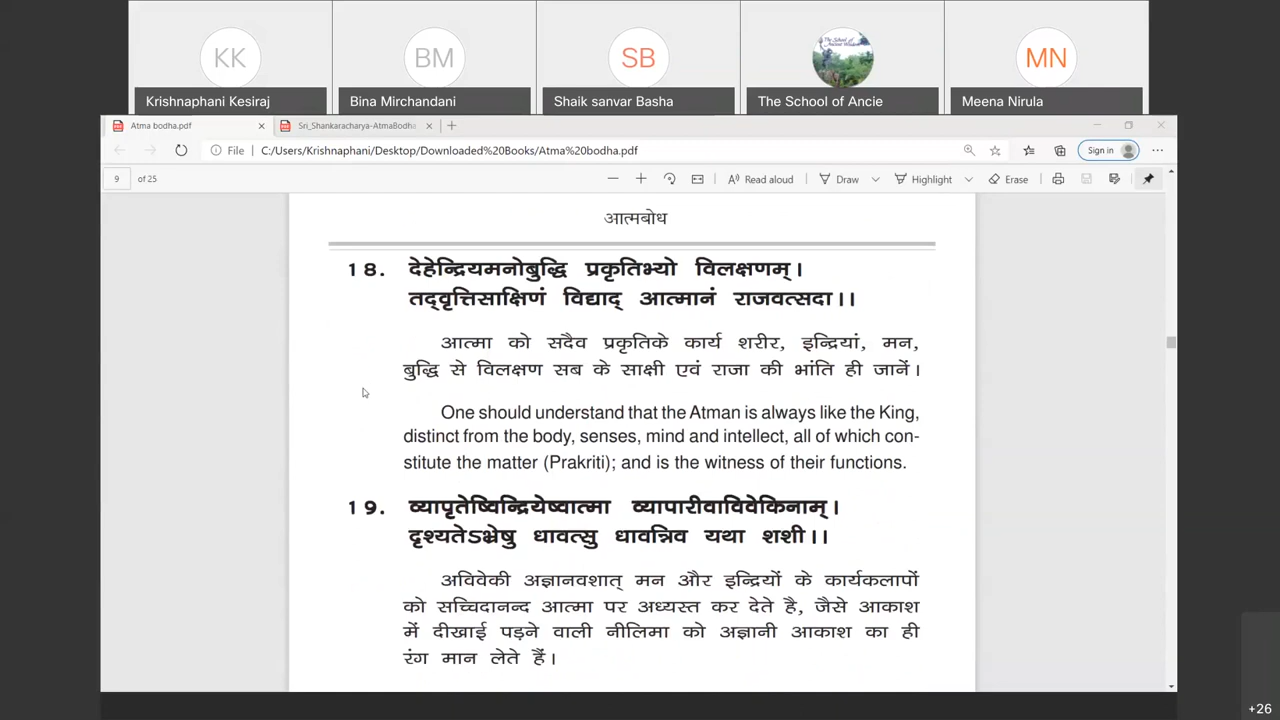 KK
BM
SB
The School of
Ancient Wisdom
MN
Krishnaphani Kesiraj
Bina Mirchandani
Shaik sanvar Basha
The School of Ancie
Meena Nirula
Atma bodha.pdf
Sri_Shankaracharya-AtmaBodha
File C:/Users/Krishnaphani/Desktop/Downloaded%20Books/Atma%20bodha.pdf Sign in
9 of 25 Read aloud Draw Highlight Erase
आत्मबोध
18. देहेन्द्रियमनोबुद्धि प्रकृतिभ्यो विलक्षणम्।
तद्वृत्तिसाक्षिणं विद्याद् आत्मानं राजवत्सदा।।
आत्मा को सदैव प्रकृतिके कार्य शरीर, इन्द्रियां, मन,
बुद्धि से विलक्षण सब के साक्षी एवं राजा की भांति ही जानें।
One should understand that the Atman is always like the King,
distinct from the body, senses, mind and intellect, all of which con-
stitute the matter (Prakriti); and is the witness of their functions.
19. व्यापृतेष्विन्द्रियेष्वात्मा व्यापारीवाविवेकिनाम्।
दृश्यतेऽभ्रेषु धावत्सु धावन्निव यथा शशी।।
अविवेकी अज्ञानवशात् मन और इन्द्रियों के कार्यकलापों
को सच्चिदानन्द आत्मा पर अध्यस्त कर देते है, जैसे आकाश
में दीखाई पड़ने वाली नीलिमा को अज्ञानी आकाश का ही
रंग मान लेते हैं।
+26